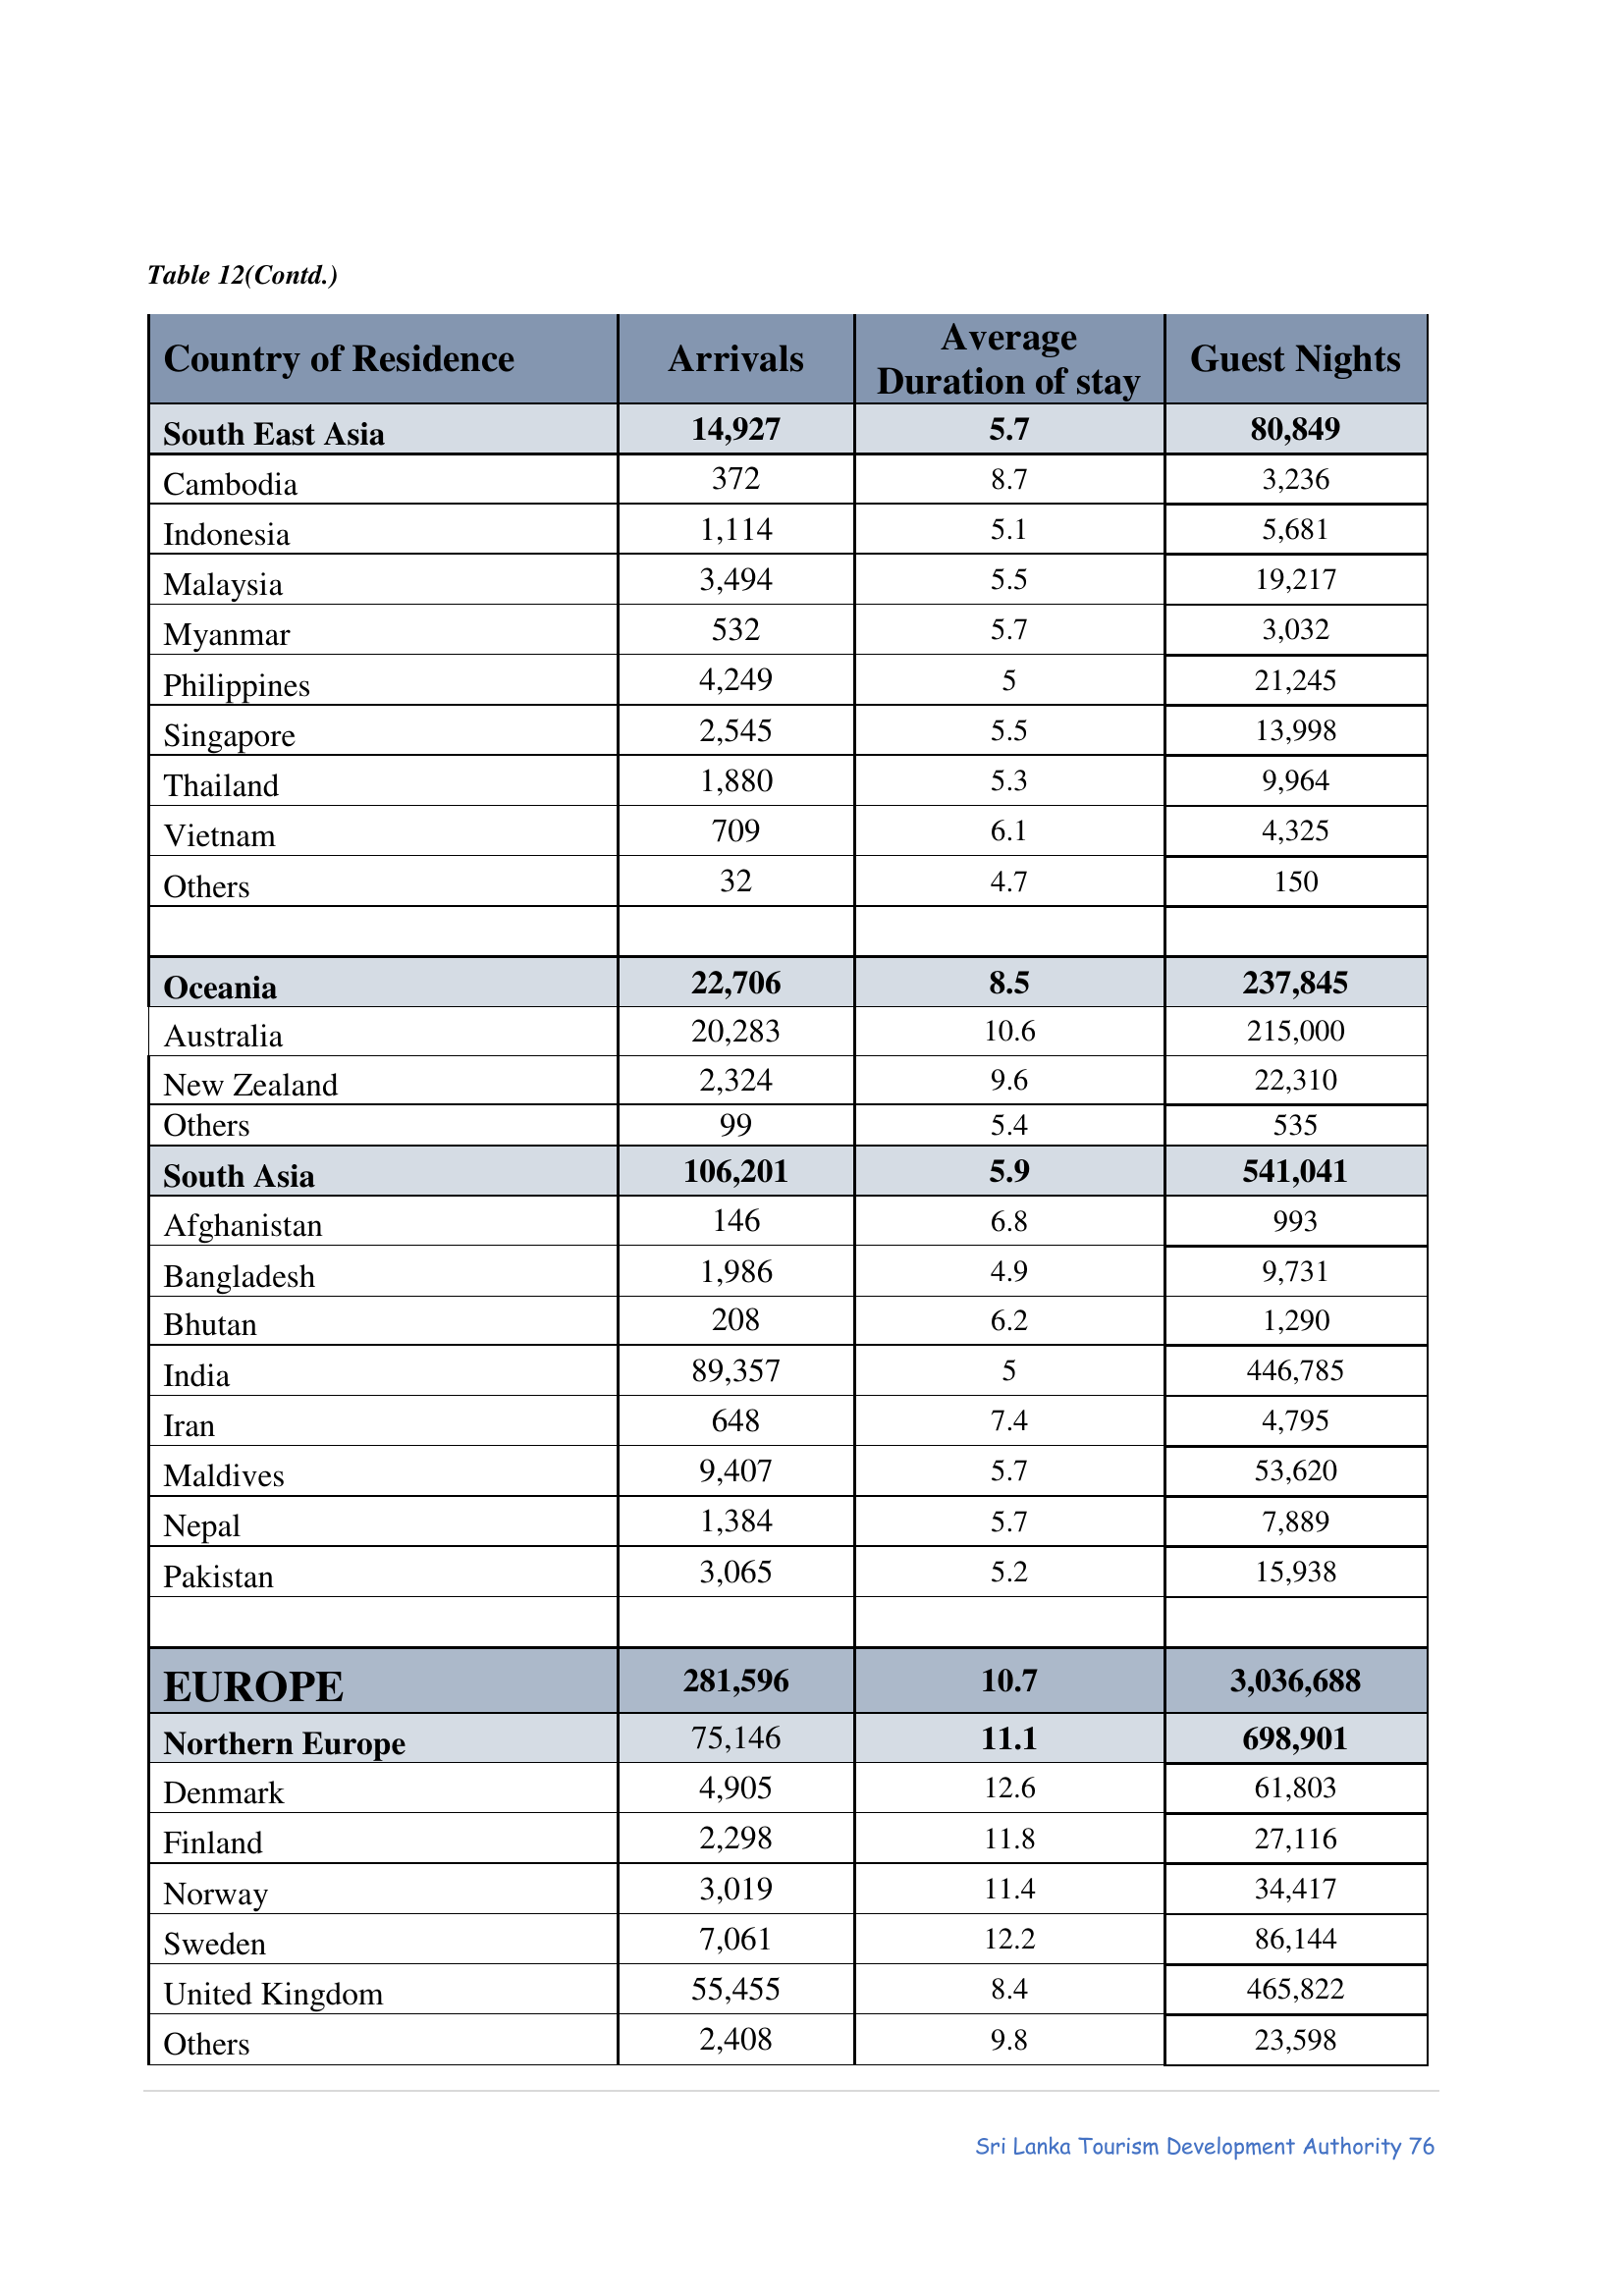 Table 12(Contd.)
Country of Residence Arrivals Average Duration of stay Guest Nights
South East Asia 14,927 5.7 80,849
Cambodia 372 8.7 3,236
Indonesia 1,114 5.1 5,681
Malaysia 3,494 5.5 19,217
Myanmar 532 5.7 3,032
Philippines 4,249 5 21,245
Singapore 2,545 5.5 13,998
Thailand 1,880 5.3 9,964
Vietnam 709 6.1 4,325
Others 32 4.7 150
Oceania 22,706 8.5 237,845
Australia 20,283 10.6 215,000
New Zealand 2,324 9.6 22,310
Others 99 5.4 535
South Asia 106,201 5.9 541,041
Afghanistan 146 6.8 993
Bangladesh 1,986 4.9 9,731
Bhutan 208 6.2 1,290
India 89,357 5 446,785
Iran 648 7.4 4,795
Maldives 9,407 5.7 53,620
Nepal 1,384 5.7 7,889
Pakistan 3,065 5.2 15,938
EUROPE 281,596 10.7 3,036,688
Northern Europe 75,146 11.1 698,901
Denmark 4,905 12.6 61,803
Finland 2,298 11.8 27,116
Norway 3,019 11.4 34,417
Sweden 7,061 12.2 86,144
United Kingdom 55,455 8.4 465,822
Others 2,408 9.8 23,598
Sri Lanka Tourism Development Authority 76